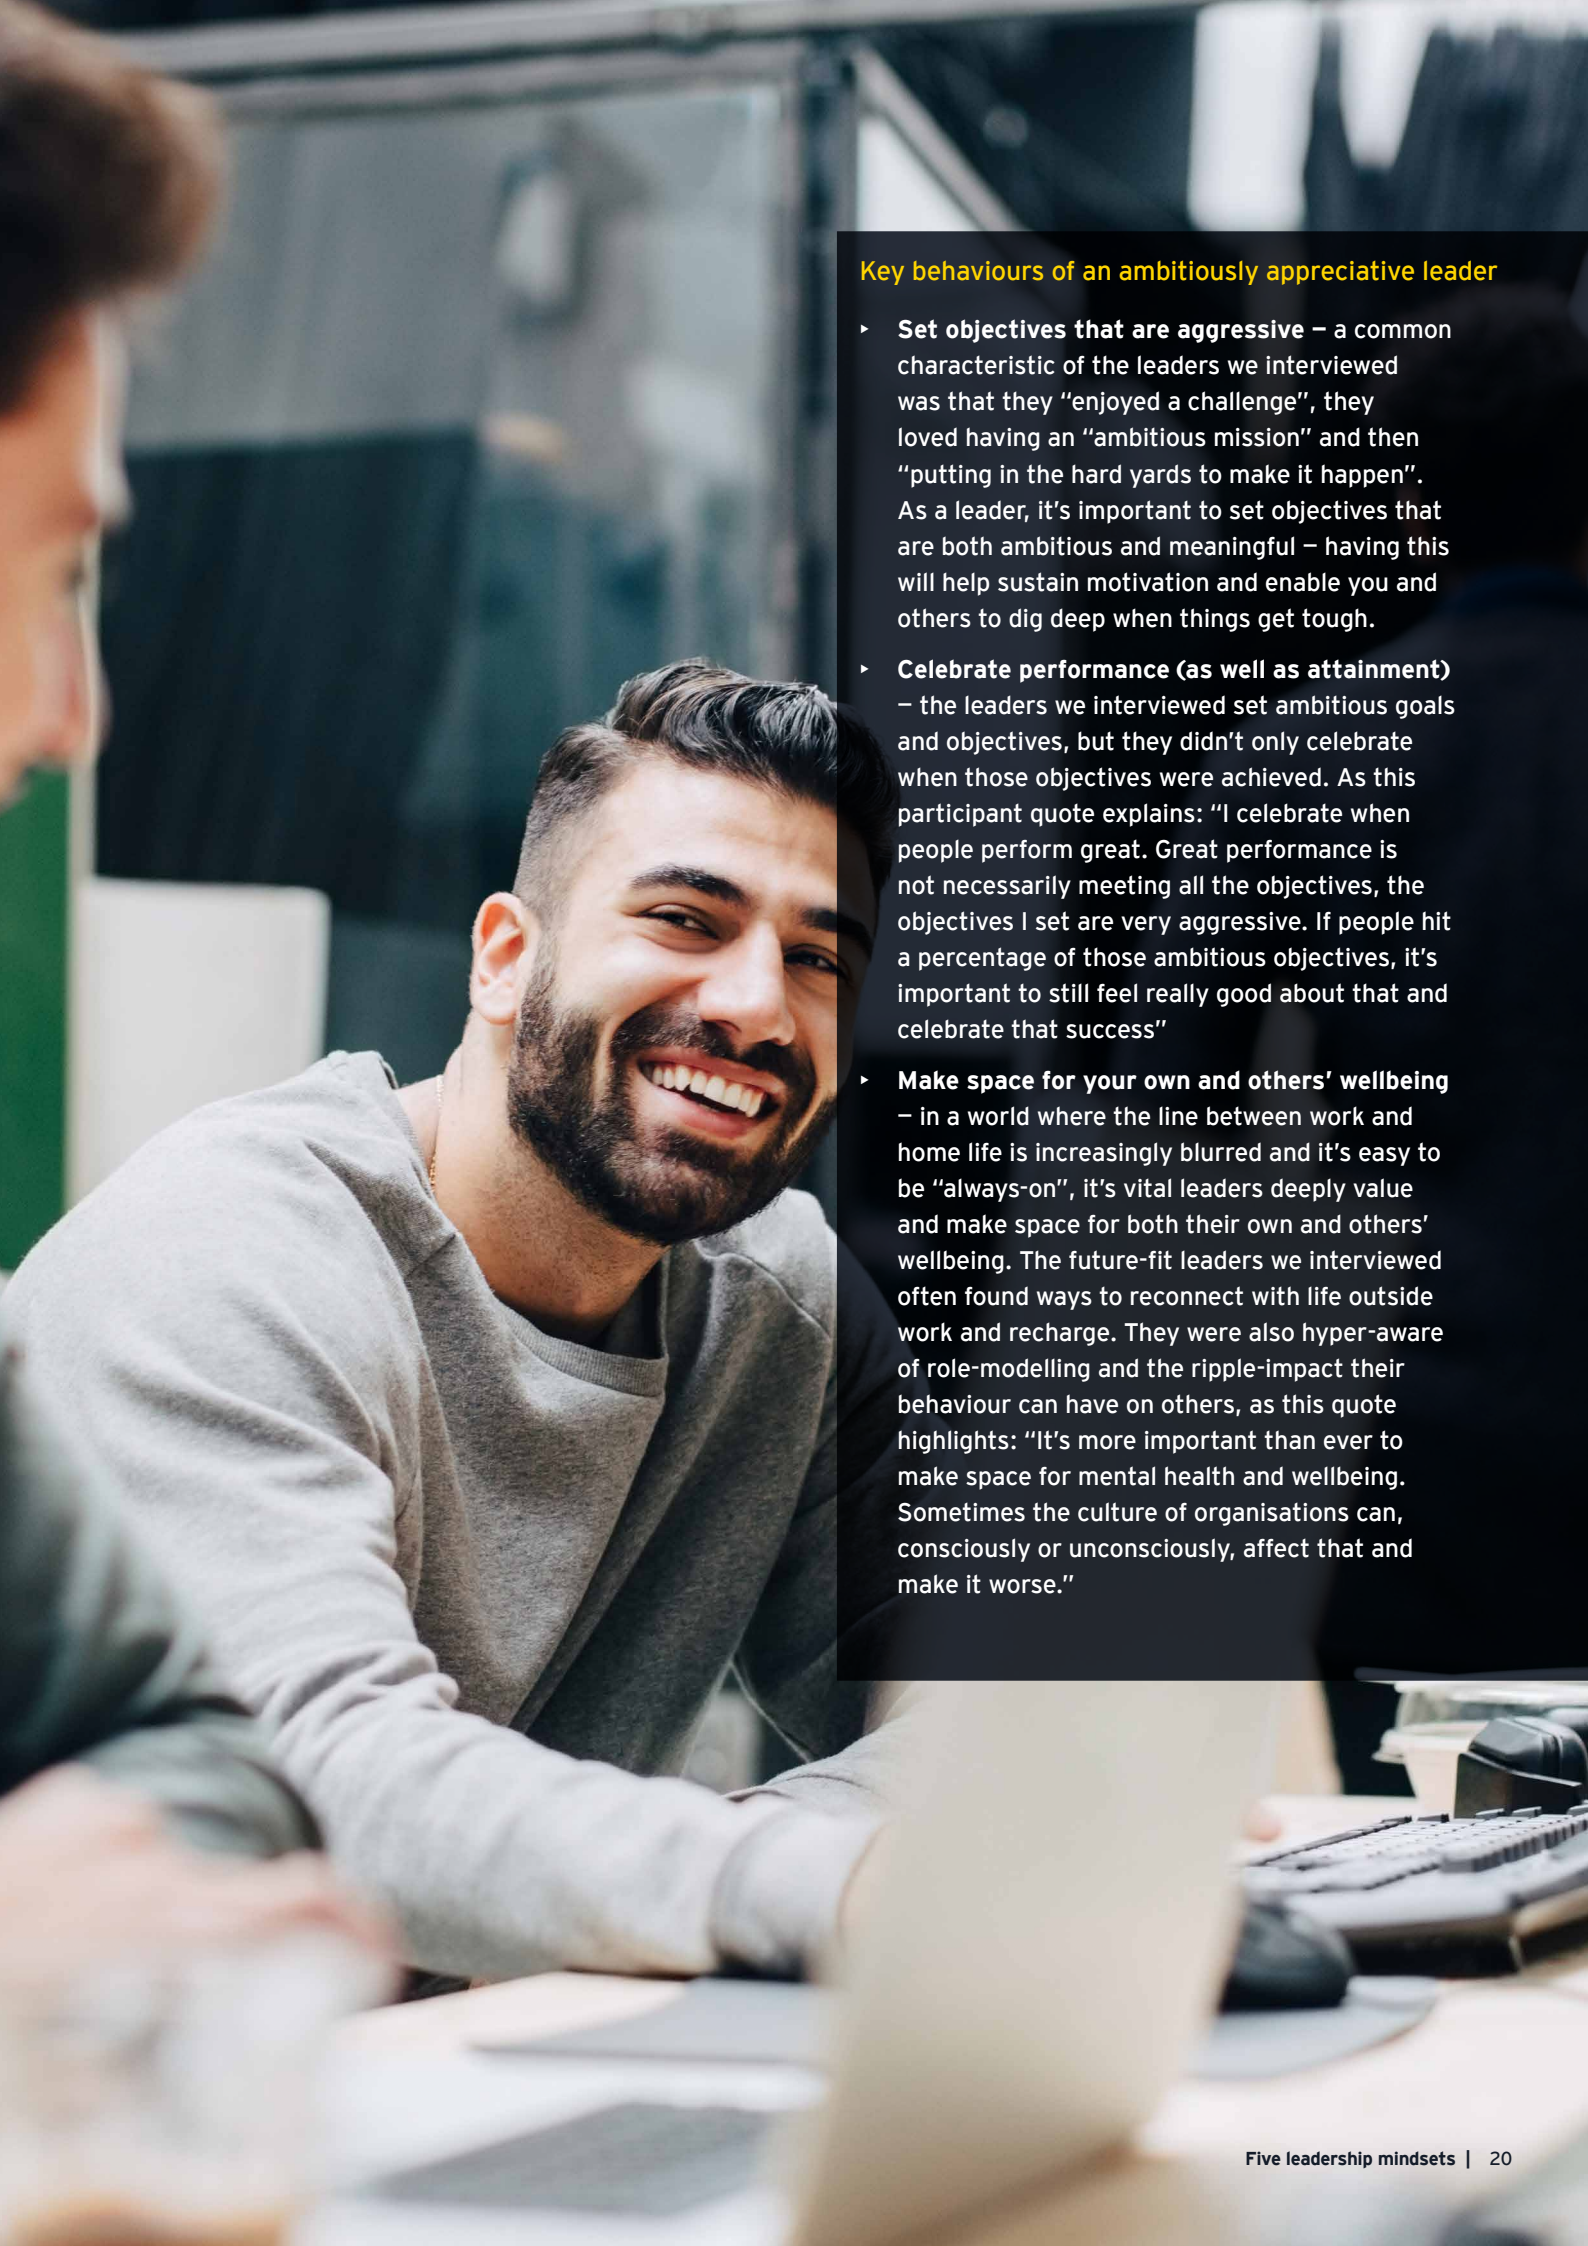 Key behaviours of an ambitiously appreciative leader
‣ Set objectives that are aggressive – a common
characteristic of the leaders we interviewed
was that they “enjoyed a challenge”, they
loved having an “ambitious mission” and then
“putting in the hard yards to make it happen”.
As a leader, it’s important to set objectives that
are both ambitious and meaningful – having this
will help sustain motivation and enable you and
others to dig deep when things get tough.
‣ Celebrate performance (as well as attainment)
– the leaders we interviewed set ambitious goals
and objectives, but they didn’t only celebrate
when those objectives were achieved. As this
participant quote explains: “I celebrate when
people perform great. Great performance is
not necessarily meeting all the objectives, the
objectives I set are very aggressive. If people hit
a percentage of those ambitious objectives, it’s
important to still feel really good about that and
celebrate that success”
‣ Make space for your own and others’ wellbeing
– in a world where the line between work and
home life is increasingly blurred and it’s easy to
be “always-on”, it’s vital leaders deeply value
and make space for both their own and others’
wellbeing. The future-fit leaders we interviewed
often found ways to reconnect with life outside
work and recharge. They were also hyper-aware
of role-modelling and the ripple-impact their
behaviour can have on others, as this quote
highlights: “It’s more important than ever to
make space for mental health and wellbeing.
Sometimes the culture of organisations can,
consciously or unconsciously, affect that and
make it worse.”
Five leadership mindsets | 20